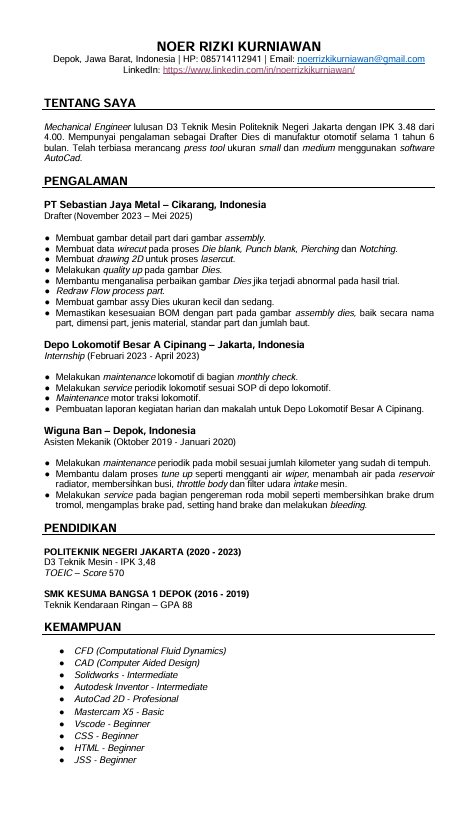 NOER RIZKI KURNIAWAN
Depok, Jawa Barat, Indonesia | HP: 085714112941 | Email: noerrizkikurniawan@gmail.com
LinkedIn: https://www.linkedin.com/in/noerrizkikurniawan/
TENTANG SAYA
Mechanical Engineer lulusan D3 Teknik Mesin Politeknik Negeri Jakarta dengan IPK 3.48 dari
4.00. Mempunyai pengalaman sebagai Drafter Dies di manufaktur otomotif selama 1 tahun 6
bulan. Telah terbiasa merancang press tool ukuran small dan medium menggunakan software
AutoCad.
PENGALAMAN
PT Sebastian Jaya Metal – Cikarang, Indonesia
Drafter (November 2023 – Mei 2025)
● Membuat gambar detail part dari gambar assembly.
● Membuat data wirecut pada proses Die blank, Punch blank, Pierching dan Notching.
● Membuat drawing 2D untuk proses lasercut.
● Melakukan quality up pada gambar Dies.
● Membantu menganalisa perbaikan gambar Dies jika terjadi abnormal pada hasil trial.
● Redraw Flow process part.
● Membuat gambar assy Dies ukuran kecil dan sedang.
● Memastikan kesesuaian BOM dengan part pada gambar assembly dies, baik secara nama
part, dimensi part, jenis material, standar part dan jumlah baut.
Depo Lokomotif Besar A Cipinang – Jakarta, Indonesia
Internship (Februari 2023 - April 2023)
● Melakukan maintenance lokomotif di bagian monthly check.
● Melakukan service periodik lokomotif sesuai SOP di depo lokomotif.
● Maintenance motor traksi lokomotif.
● Pembuatan laporan kegiatan harian dan makalah untuk Depo Lokomotif Besar A Cipinang.
Wiguna Ban – Depok, Indonesia
Asisten Mekanik (Oktober 2019 - Januari 2020)
● Melakukan maintenance periodik pada mobil sesuai jumlah kilometer yang sudah di tempuh.
● Membantu dalam proses tune up seperti mengganti air wiper, menambah air pada reservoir
radiator, membersihkan busi, throttle body dan filter udara intake mesin.
● Melakukan service pada bagian pengereman roda mobil seperti membersihkan brake drum
tromol, mengamplas brake pad, setting hand brake dan melakukan bleeding.
PENDIDIKAN
POLITEKNIK NEGERI JAKARTA (2020 - 2023)
D3 Teknik Mesin - IPK 3,48
TOEIC – Score 570
SMK KESUMA BANGSA 1 DEPOK (2016 - 2019)
Teknik Kendaraan Ringan – GPA 88
KEMAMPUAN
● CFD (Computational Fluid Dynamics)
● CAD (Computer Aided Design)
● Solidworks - Intermediate
● Autodesk Inventor - Intermediate
● AutoCad 2D - Profesional
● Mastercam X5 - Basic
● Vscode - Beginner
● CSS - Beginner
● HTML - Beginner
● JSS - Beginner